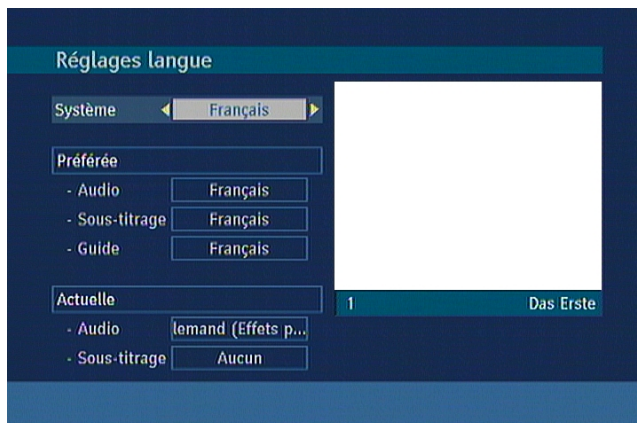 Réglages langue
Système Français
Préférée
- Audio Français
- Sous-titrage Français
- Guide Français
Actuelle
- Audio lemand (Effets p...
- Sous-titrage Aucun
1 Das Erste